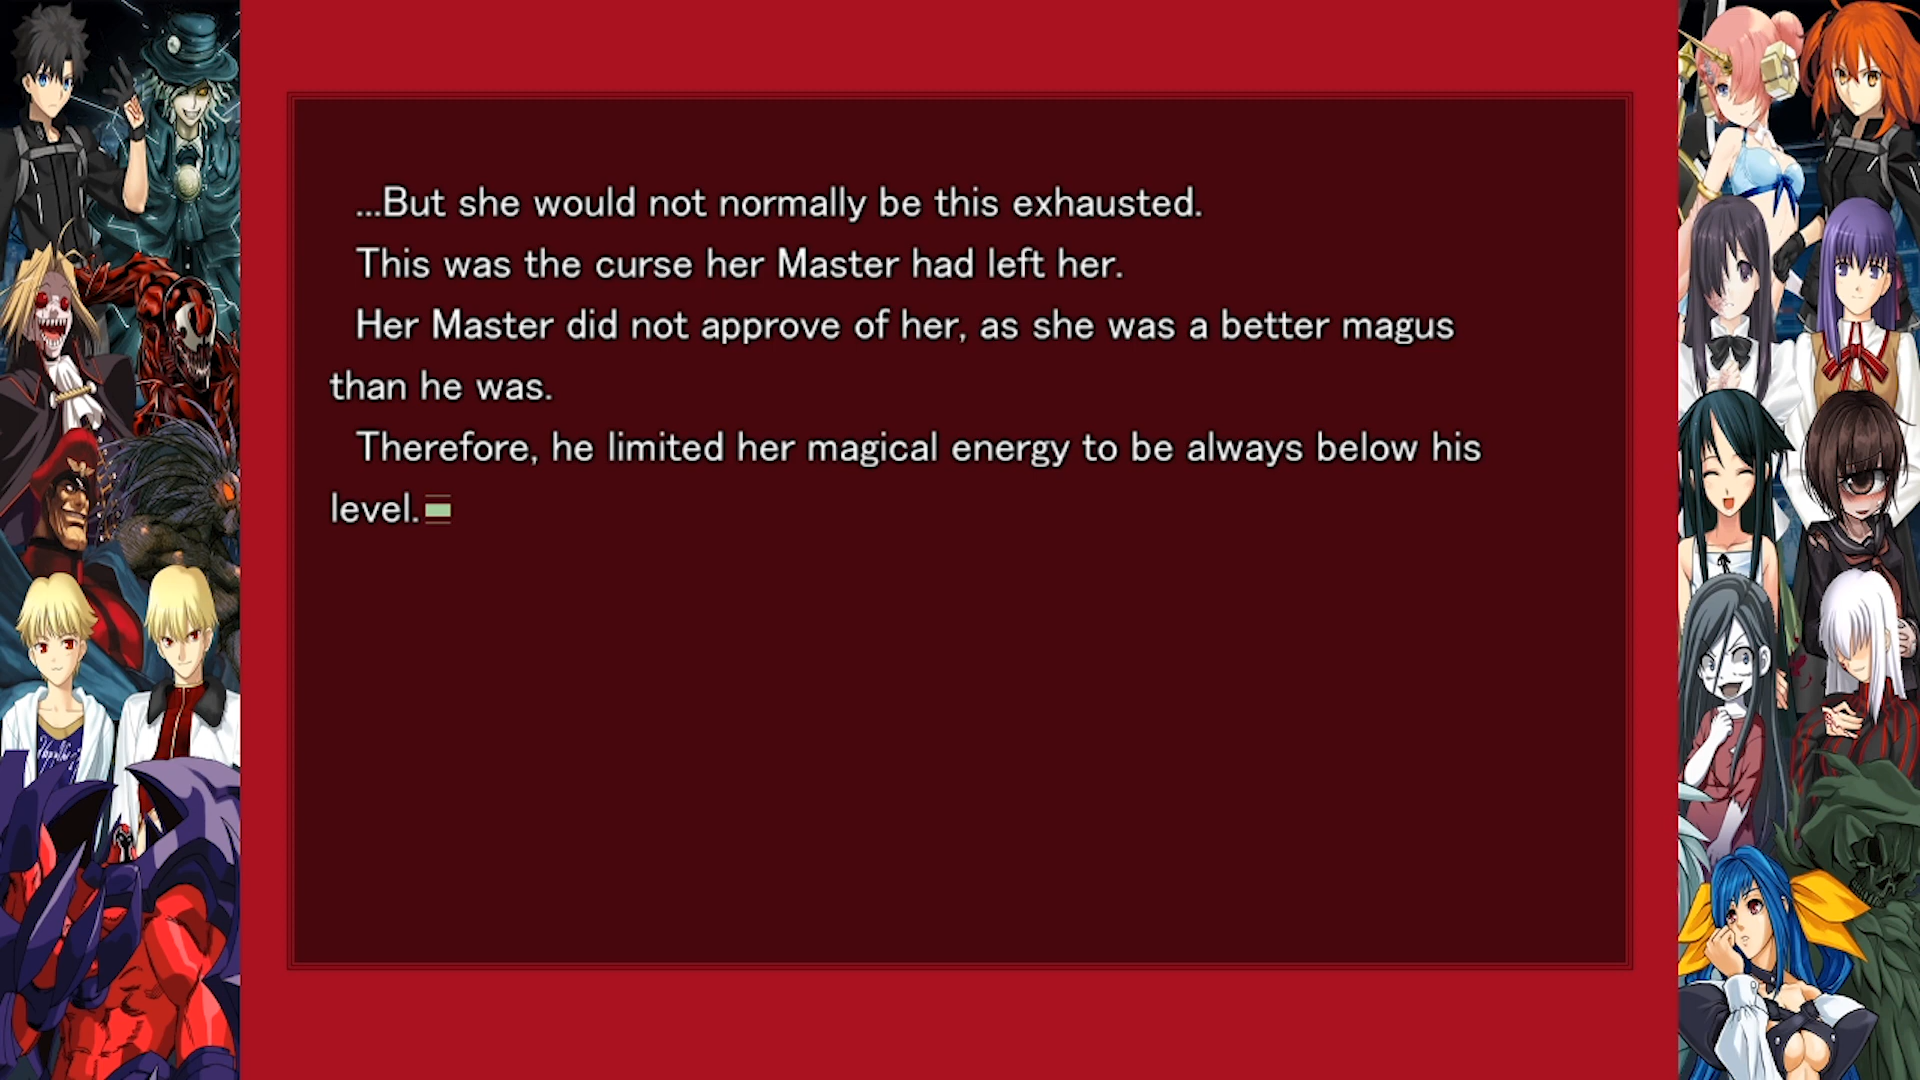 …But she would not normally be this exhausted.
This was the curse her Master had left her.
Her Master did not approve of her, as she was a better magus
than he was.
Therefore, he limited her magical energy to be always below his
level.